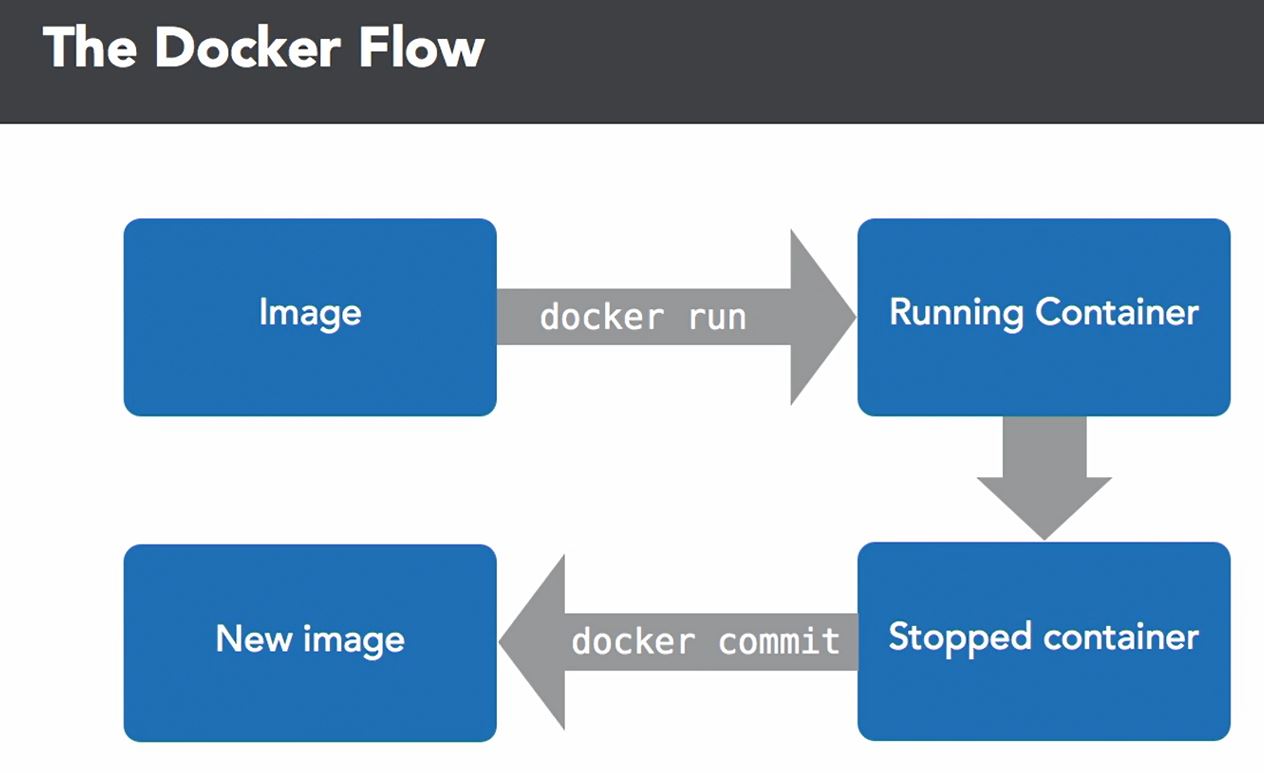 The Docker Flow
Image
docker run
Running Container
New image
docker commit
Stopped container